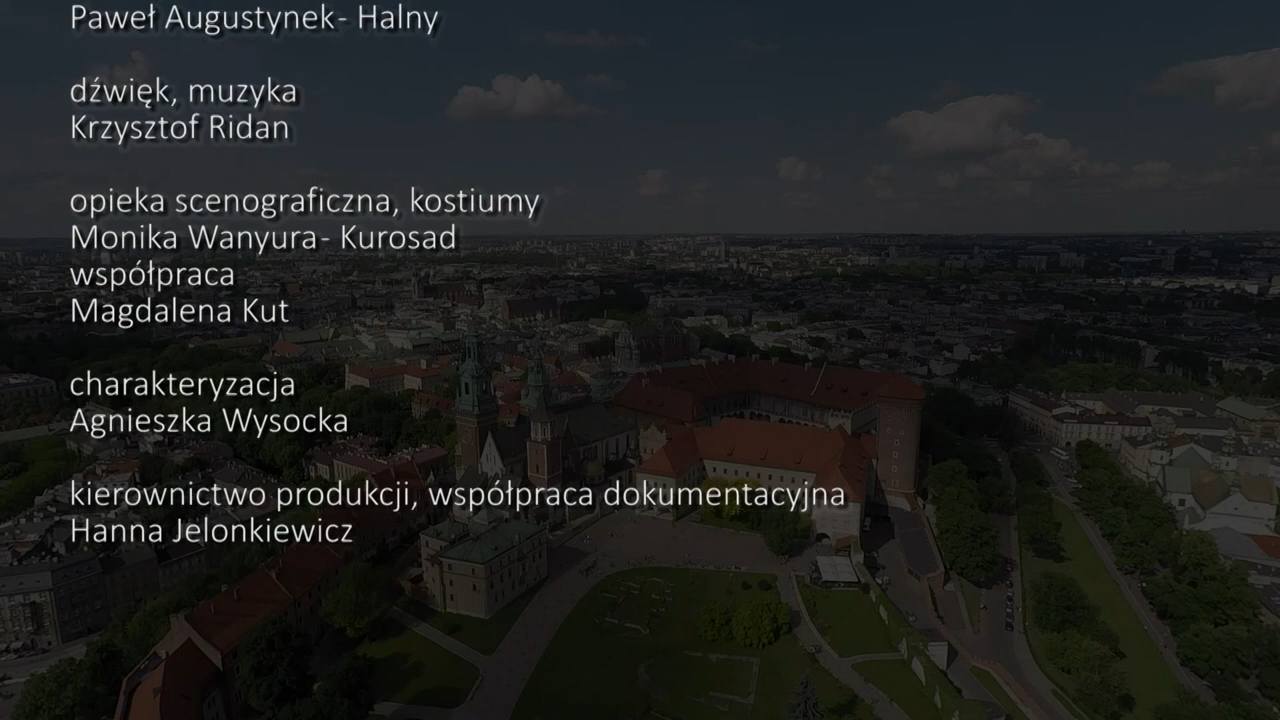 Paweł Augustynek- Halny
dźwięk, muzyka
Krzysztof Ridan
opieka scenograficzna, kostiumy
Monika Wanyura- Kurosad
współpraca
Magdalena Kut
charakteryzacja
Agnieszka Wysocka
kierownictwo produkcji, współpraca dokumentacyjna
Hanna Jelonkiewicz